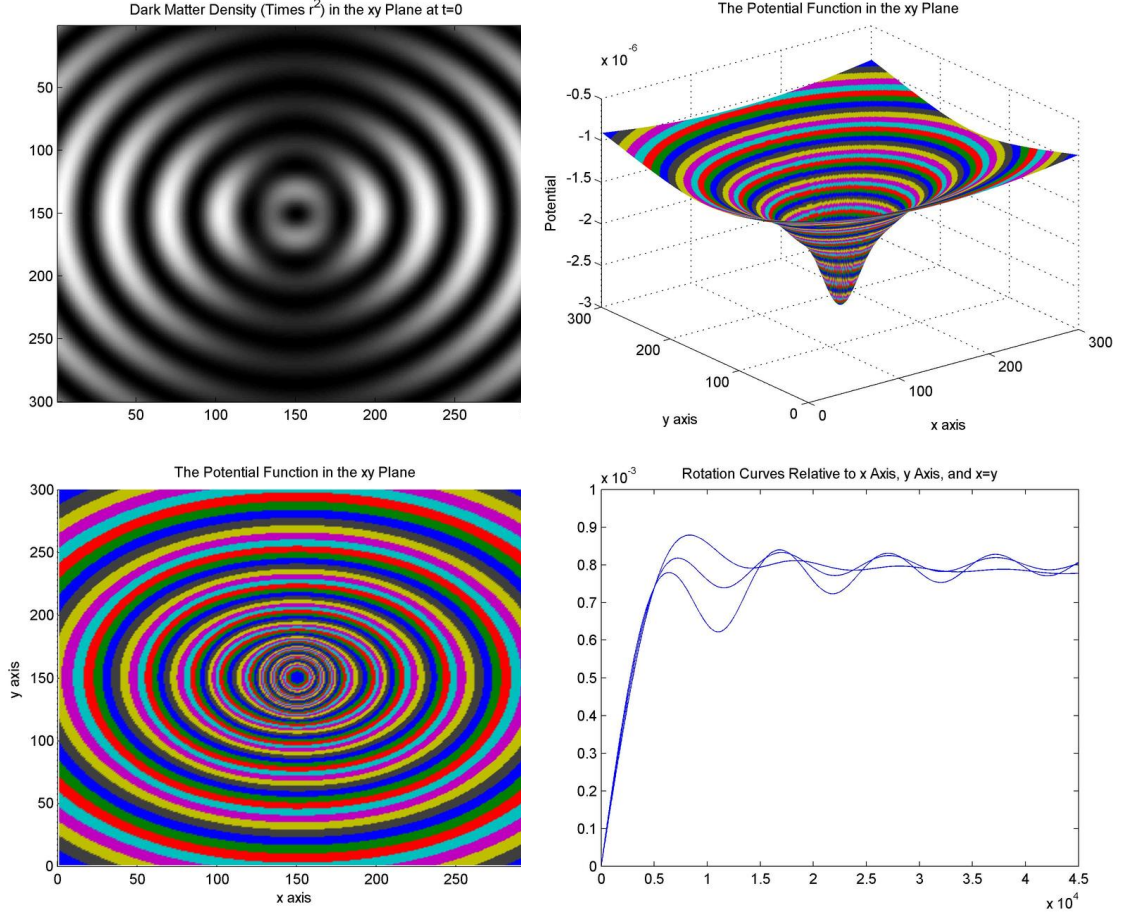 Dark Matter Density (Times r²) in the xy Plane at t=0
50
100
150
200
250
300
50 100 150 200 250
The Potential Function in the xy Plane
x 10⁻⁶
-0.5
-1
-1.5
-2
-2.5
-3
Potential
300
200
100
0
y axis
0
100
200
300
x axis
The Potential Function in the xy Plane
300
250
200
150
100
50
0
y axis
0 50 100 150 200 250
x axis
Rotation Curves Relative to x Axis, y Axis, and x=y
x 10⁻³
1
0.9
0.8
0.7
0.6
0.5
0.4
0.3
0.2
0.1
0
0 0.5 1 1.5 2 2.5 3 3.5 4 4.5
x 10⁴